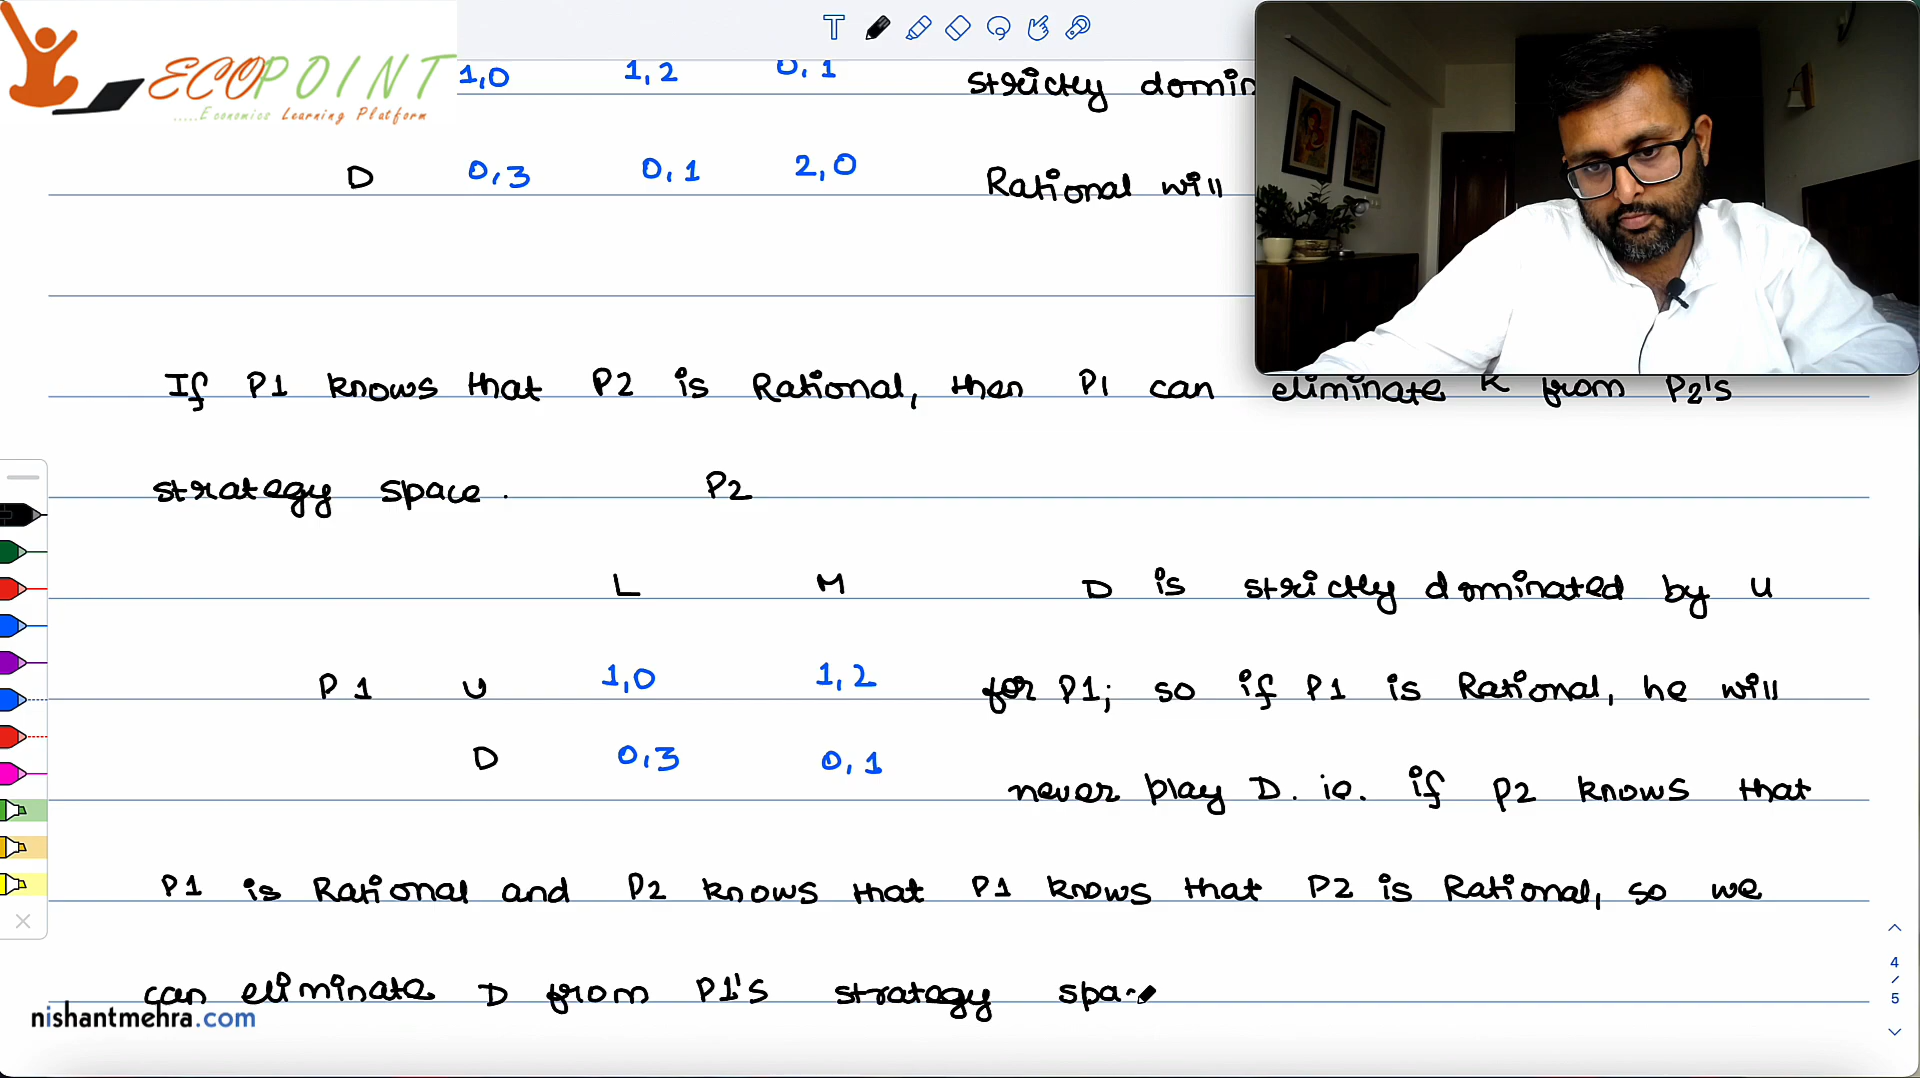 ECOPOINT
.....Economics Learning Platform
1,0 1,2 0,1 strictly
D 0,3 0,1 2,0 Rational will
If P1 knows that P2 is Rational, then P1 can eliminate R from P2's
strategy space. P2
L M D is strictly dominated by U
P1 U 1,0 1,2 for P1; so if P1 is Rational, he will
D 0,3 0,1
never play D. ie. if P2 knows that
P1 is Rational and P2 knows that P1 knows that P2 is Rational, so we
can eliminate D from P1's strategy
nishantmehra.com
T
4
/
5